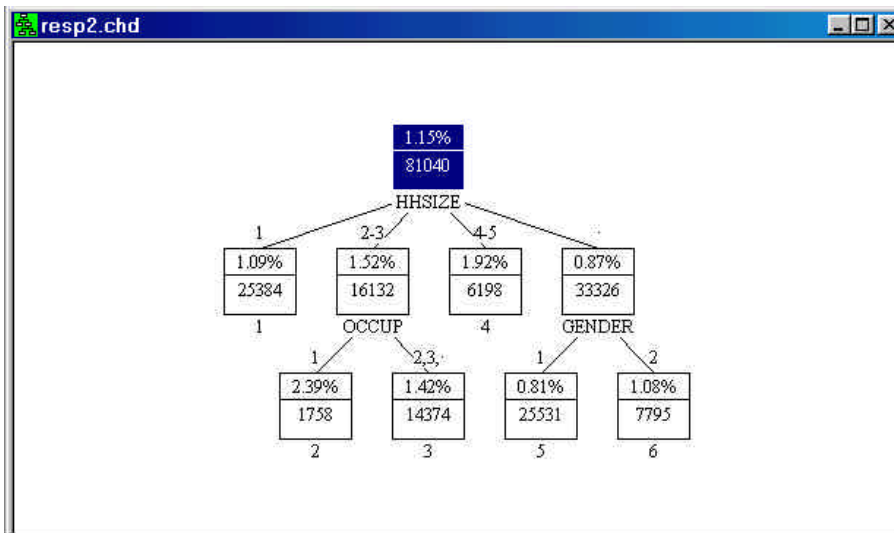 resp2.chd
1.15%
81040
HHSIZE
1 2-3 4-5 .
1.09% 1.52% 1.92% 0.87%
25384 16132 6198 33326
1 OCCUP 4 GENDER
1 2,3,. 1 2
2.39% 1.42% 0.81% 1.08%
1758 14374 25531 7795
2 3 5 6